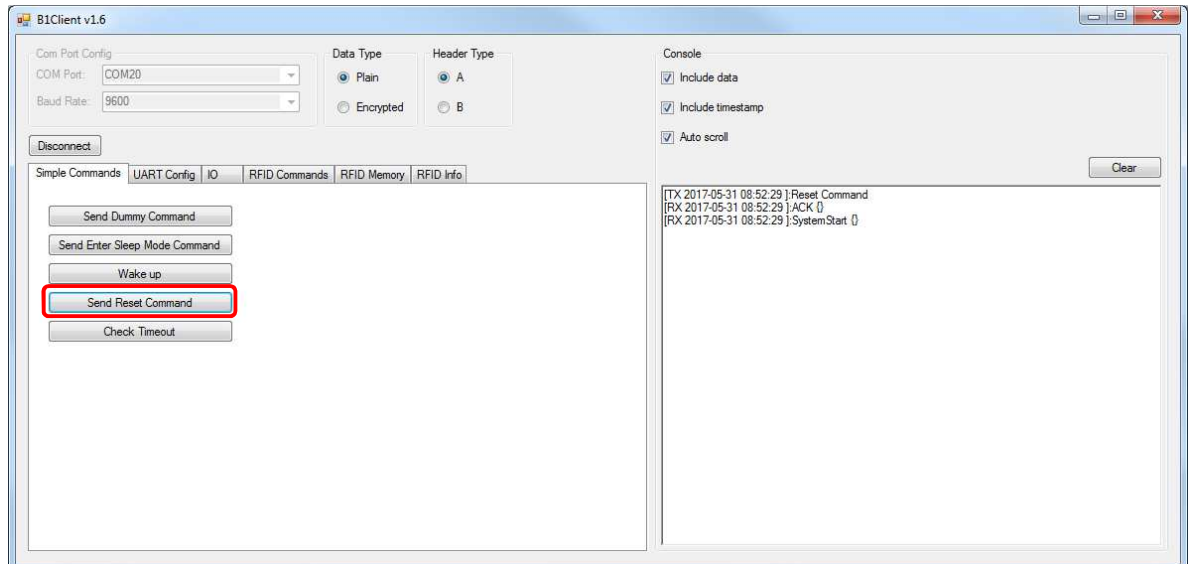 B1Client v1.6
Com Port Config
COM Port: COM20
Baud Rate: 9600
Data Type
Plain
Encrypted
Header Type
A
B
Disconnect
Simple Commands UART Config IO RFID Commands RFID Memory RFID Info
Send Dummy Command
Send Enter Sleep Mode Command
Wake up
Send Reset Command
Check Timeout
Console
Include data
Include timestamp
Auto scroll
Clear
[TX 2017-05-31 08:52:29 ]:Reset Command
[RX 2017-05-31 08:52:29 ]:ACK {}
[RX 2017-05-31 08:52:29 ]:SystemStart {}